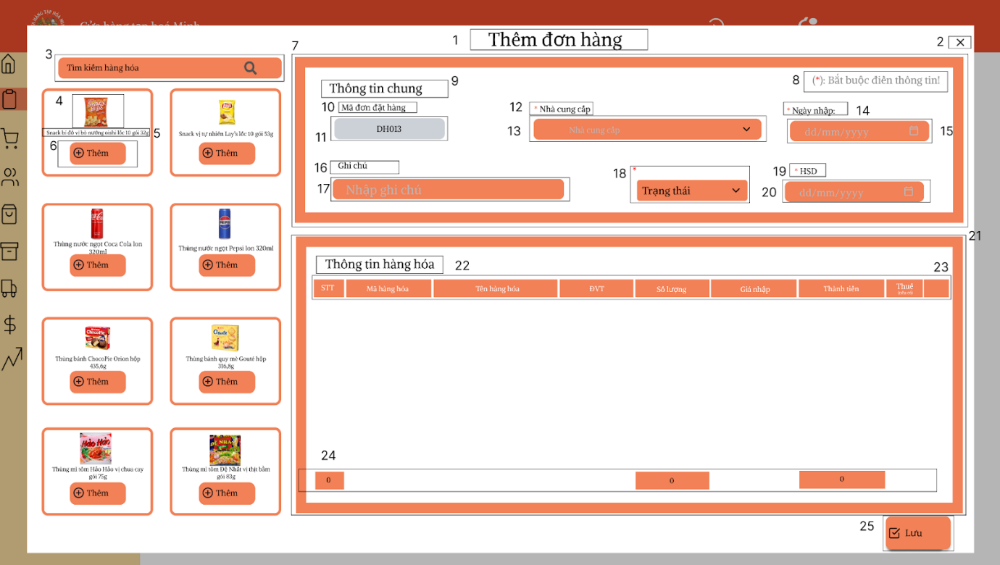 Cửa hàng tạp hoá Minh
1
Thêm đơn hàng
2
3
Tìm kiếm hàng hóa
4
Snack bí đỏ vị bò nướng oishi lốc 10 gói 32g
5
6
Thêm
Snack vị tự nhiên Lay's lốc 10 gói 53g
Thêm
Thùng nước ngọt Coca Cola lon
320ml
Thêm
PEPSI
Thùng nước ngọt Pepsi lon 320ml
Thêm
ChocoPie
Thùng bánh ChocoPie Orion hộp
435,6g
Thêm
Gouté
Thùng bánh quy mè Gouté hộp
316,8g
Thêm
Hảo Hảo
Thùng mì tôm Hảo Hảo vị chua cay
gói 75g
Thêm
ĐỆ NHẤT
Thùng mì tôm Đệ Nhất vị thịt bằm
gói 83g
Thêm
7
8
(*): Bắt buộc điền thông tin!
Thông tin chung
9
10
Mã đơn đặt hàng
11
DH013
12
* Nhà cung cấp
13
Nhà cung cấp
* Ngày nhập:
14
dd/mm/yyyy
15
16
Ghi chú
17
Nhập ghi chú
18
*
Trạng thái
19
* HSD
20
dd/mm/yyyy
21
Thông tin hàng hóa
22
23
STT
Mã hàng hóa
Tên hàng hóa
ĐVT
Số lượng
Giá nhập
Thành tiền
Thuế
(nếu có)
24
0
0
0
25
Lưu